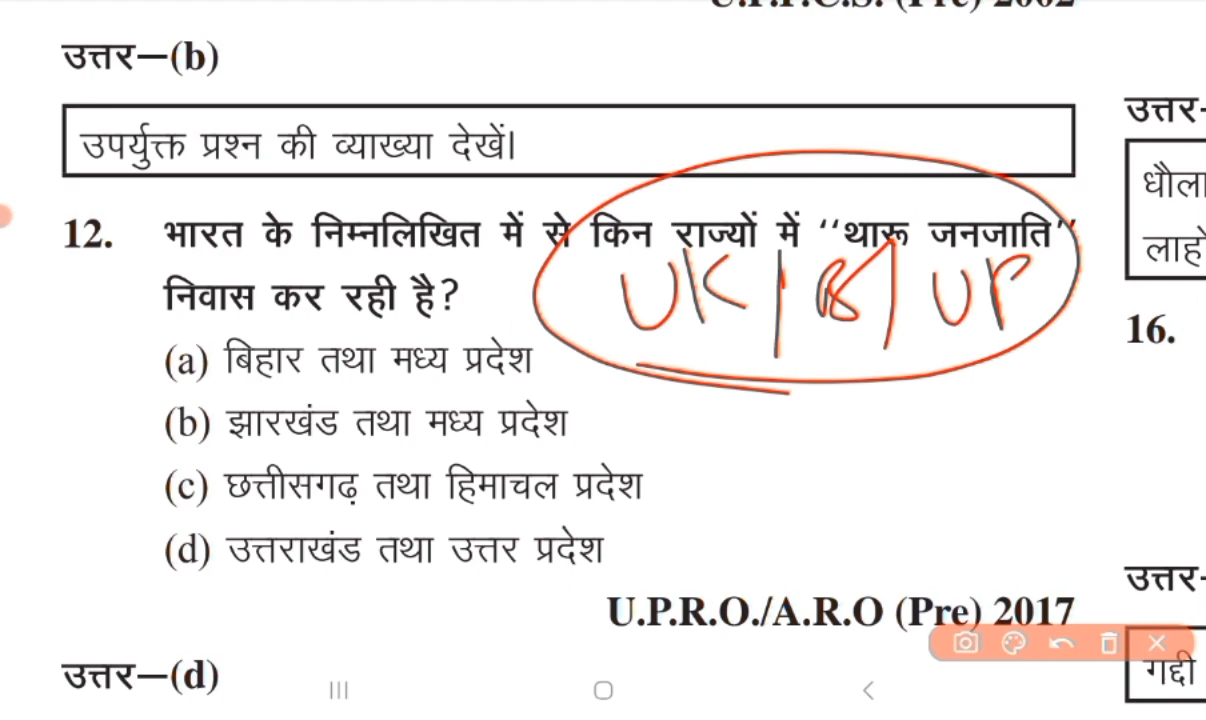 उत्तर—(b)
उपर्युक्त प्रश्न की व्याख्या देखें।
12. भारत के निम्नलिखित में से किन राज्यों में ‘‘थारू जनजाति’’
निवास कर रही है?
UK | B | UP
(a) बिहार तथा मध्य प्रदेश
(b) झारखंड तथा मध्य प्रदेश
(c) छत्तीसगढ़ तथा हिमाचल प्रदेश
(d) उत्तराखंड तथा उत्तर प्रदेश
U.P.R.O./A.R.O (Pre) 2017
उत्तर—(d)
उत्तर-
16.
उत्तर-
गद्दी